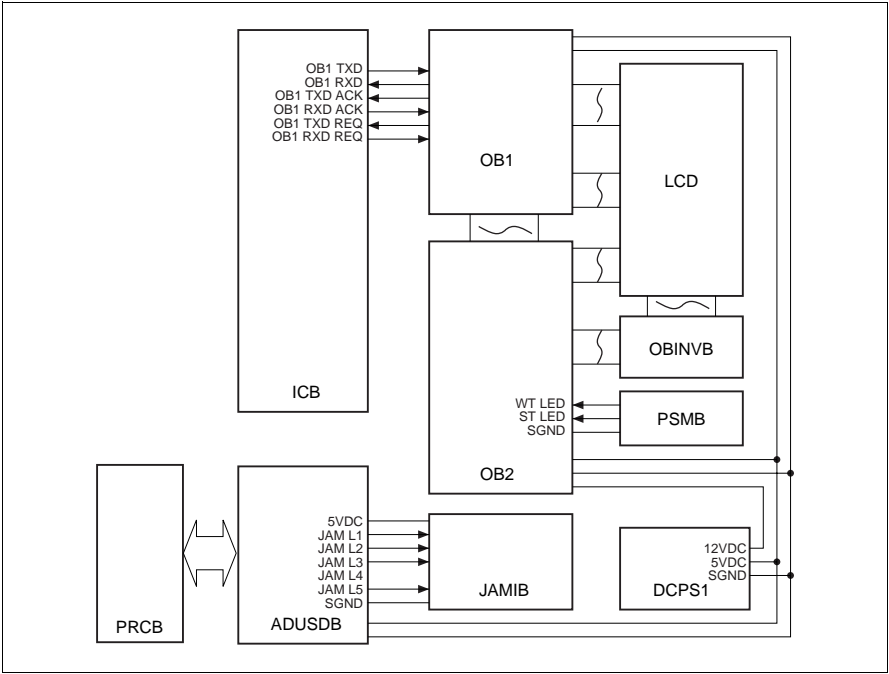 OB1 TXD
OB1 RXD
OB1 TXD ACK
OB1 RXD ACK
OB1 TXD REQ
OB1 RXD REQ
ICB
OB1
LCD
OBINVB
WT LED
ST LED
SGND
OB2
PSMB
PRCB
5VDC
JAM L1
JAM L2
JAM L3
JAM L4
JAM L5
SGND
ADUSDB
JAMIB
12VDC
5VDC
SGND
DCPS1